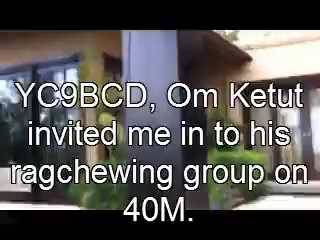 YC9BCD, Om Ketut
invited me in to his
ragchewing group on
40M.